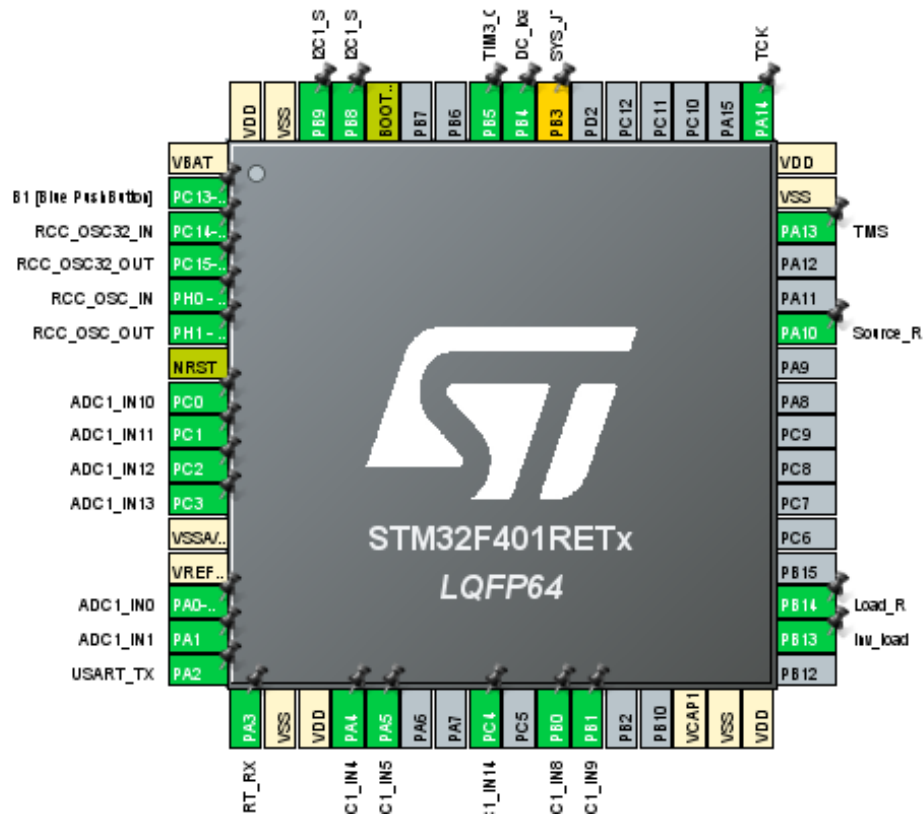 I2C1_S
I2C1_S
TIM3_C
DC_loa
SYS_J
TCK
VDD
VSS
PB9
PB8
BOOT..
PB7
PB6
PB5
PB4
PB3
PD2
PC12
PC11
PC10
PA15
PA14
VBAT
B1 [Blue PushButton] PC13-..
RCC_OSC32_IN PC14-..
RCC_OSC32_OUT PC15-..
RCC_OSC_IN PH0 - ..
RCC_OSC_OUT PH1 - ..
NRST
ADC1_IN10 PC0
ADC1_IN11 PC1
ADC1_IN12 PC2
ADC1_IN13 PC3
VSSA/..
VREF..
ADC1_IN0 PA0-..
ADC1_IN1 PA1
USART_TX PA2
ST
STM32F401RETx
LQFP64
VDD
VSS
PA13 TMS
PA12
PA11
PA10 Source_R
PA9
PA8
PC9
PC8
PC7
PC6
PB15
PB14 Load_R
PB13 Inv_load
PB12
PA3
VSS
VDD
PA4
PA5
PA6
PA7
PC4
PC5
PB0
PB1
PB2
PB10
VCAP1
VSS
VDD
RT_RX
C1_IN4
C1_IN5
C1_IN14
C1_IN8
C1_IN9